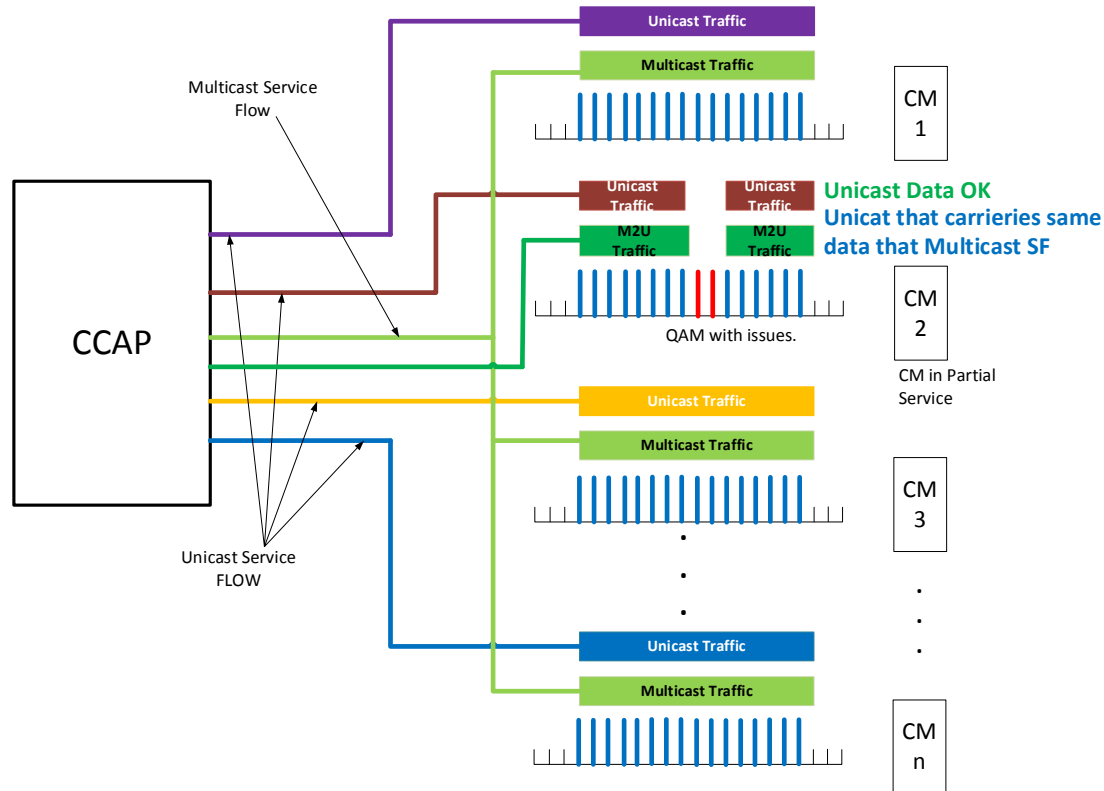 Unicast Traffic
Multicast Traffic
Multicast Service
Flow
CM
1
Unicast
Traffic
Unicast
Traffic
Unicast Data OK
Unicat that carrieries same
data that Multicast SF
M2U
Traffic
M2U
Traffic
CCAP
QAM with issues.
CM
2
CM in Partial
Service
Unicast Traffic
Multicast Traffic
CM
3
Unicast Service
FLOW
Unicast Traffic
Multicast Traffic
CM
n